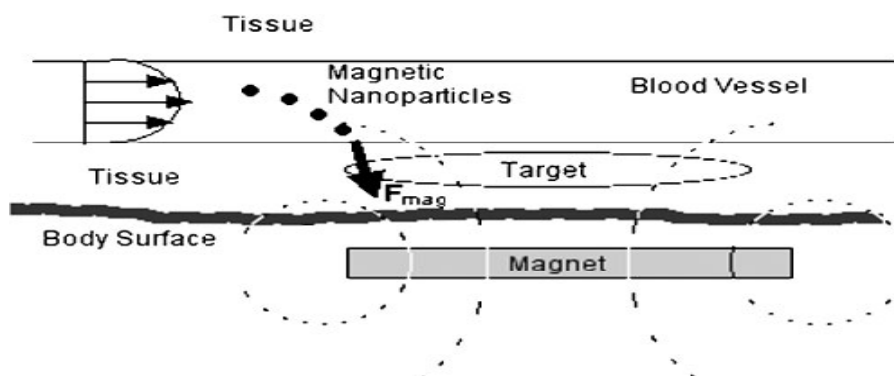 Tissue
Magnetic
Nanoparticles
Blood Vessel
Tissue
Target
Fmag
Body Surface
Magnet